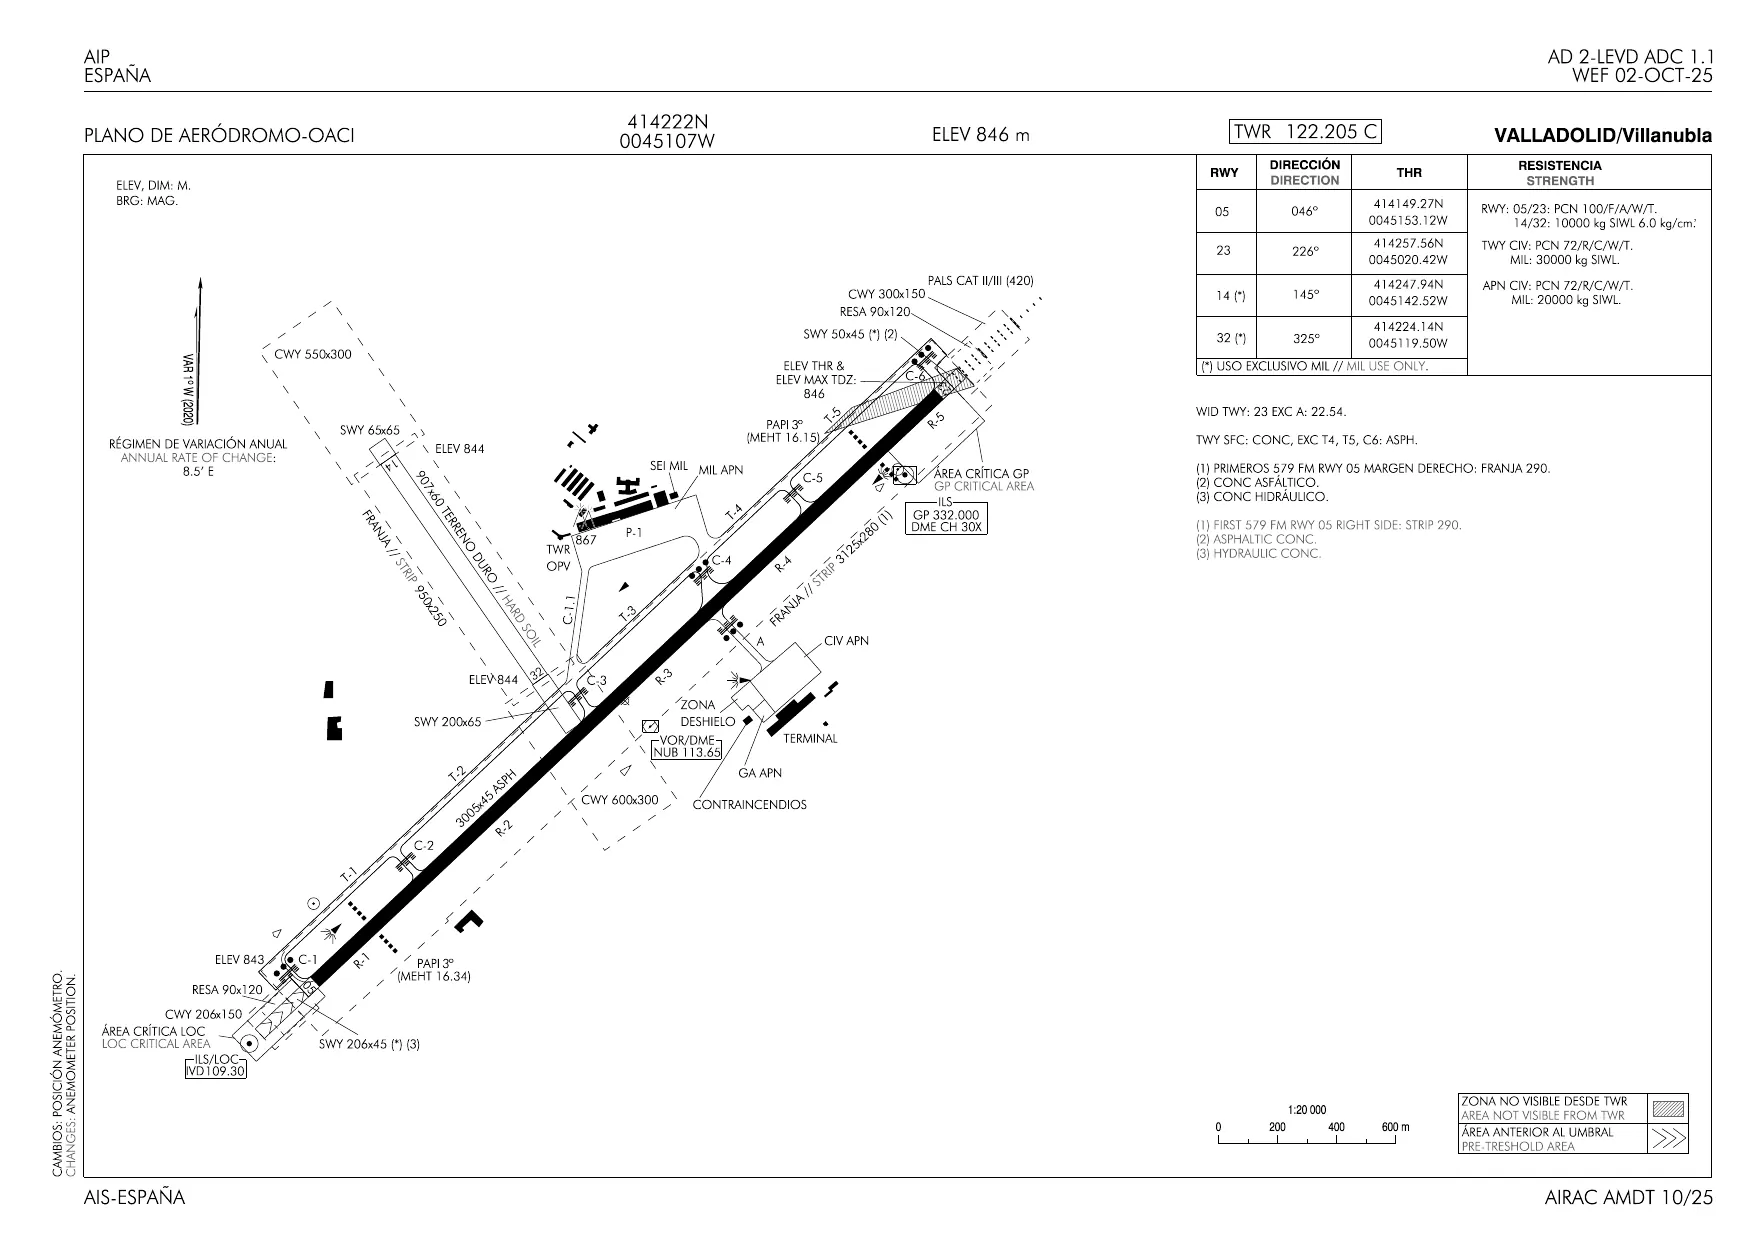 AIP
ESPAÑA
AD 2-LEVD ADC 1.1
WEF 02-OCT-25
PLANO DE AERÓDROMO-OACI
414222N
0045107W
ELEV 846 m
TWR 122.205 C
VALLADOLID/Villanubla
ELEV, DIM: M.
BRG: MAG.
RWY
DIRECCIÓN
DIRECTION
THR
RESISTENCIA
STRENGTH
05
046º
414149.27N
0045153.12W
23
226º
414257.56N
0045020.42W
14 (*)
145º
414247.94N
0045142.52W
32 (*)
325º
414224.14N
0045119.50W
(*) USO EXCLUSIVO MIL // MIL USE ONLY.
RWY: 05/23: PCN 100/F/A/W/T.
14/32: 10000 kg SIWL 6.0 kg/cm².
TWY CIV: PCN 72/R/C/W/T.
MIL: 30000 kg SIWL.
APN CIV: PCN 72/R/C/W/T.
MIL: 20000 kg SIWL.
WID TWY: 23 EXC A: 22.54.
TWY SFC: CONC, EXC T4, T5, C6: ASPH.
(1) PRIMEROS 579 FM RWY 05 MARGEN DERECHO: FRANJA 290.
(2) CONC ASFÁLTICO.
(3) CONC HIDRÁULICO.
(1) FIRST 579 FM RWY 05 RIGHT SIDE: STRIP 290.
(2) ASPHALTIC CONC.
(3) HYDRAULIC CONC.
VAR 1º W (2020)
RÉGIMEN DE VARIACIÓN ANUAL
ANNUAL RATE OF CHANGE:
8.5' E
PALS CAT II/III (420)
CWY 300x150
RESA 90x120
SWY 50x45 (*) (2)
ELEV THR &
ELEV MAX TDZ:
846
C-6
23
T-5
R-5
PAPI 3º
(MEHT 16.15)
CWY 550x300
SWY 65x65
ELEV 844
14
907x60 TERRENO DURO // HARD SOIL
FRANJA // STRIP 950x250
SEI MIL
MIL APN
P-1
867
TWR
OPV
C-5
T-4
C-4
R-4
ÁREA CRÍTICA GP
GP CRITICAL AREA
ILS
GP 332.000
DME CH 30X
FRANJA // STRIP 3125x280 (1)
C-1.1
T-3
A
CIV APN
ELEV 844
32
C-3
R-3
SWY 200x65
ZONA
DESHIELO
VOR/DME
NUB 113.65
TERMINAL
GA APN
CONTRAINCENDIOS
CWY 600x300
T-2
3005x45 ASPH
R-2
C-2
T-1
ELEV 843
C-1
R-1
PAPI 3º
(MEHT 16.34)
05
RESA 90x120
CWY 206x150
ÁREA CRÍTICA LOC
LOC CRITICAL AREA
SWY 206x45 (*) (3)
ILS/LOC
IVD109.30
CAMBIOS: POSICIÓN ANEMÓMETRO.
CHANGES: ANEMOMETER POSITION.
1:20 000
0 200 400 600 m
ZONA NO VISIBLE DESDE TWR
AREA NOT VISIBLE FROM TWR
ÁREA ANTERIOR AL UMBRAL
PRE-TRESHOLD AREA
AIS-ESPAÑA
AIRAC AMDT 10/25